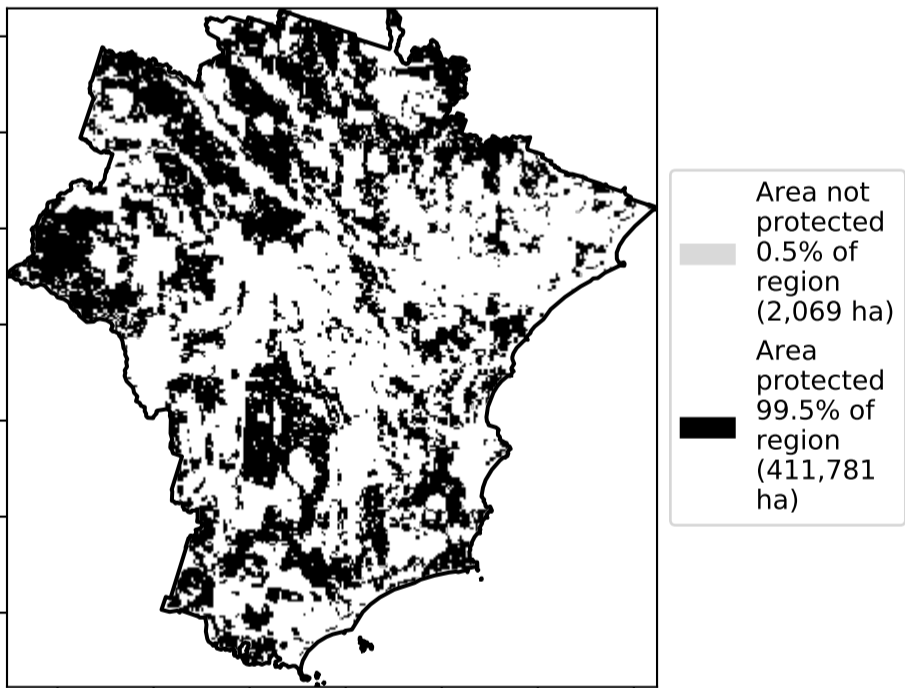 Area not
protected
0.5% of
region
(2,069 ha)
Area
protected
99.5% of
region
(411,781
ha)